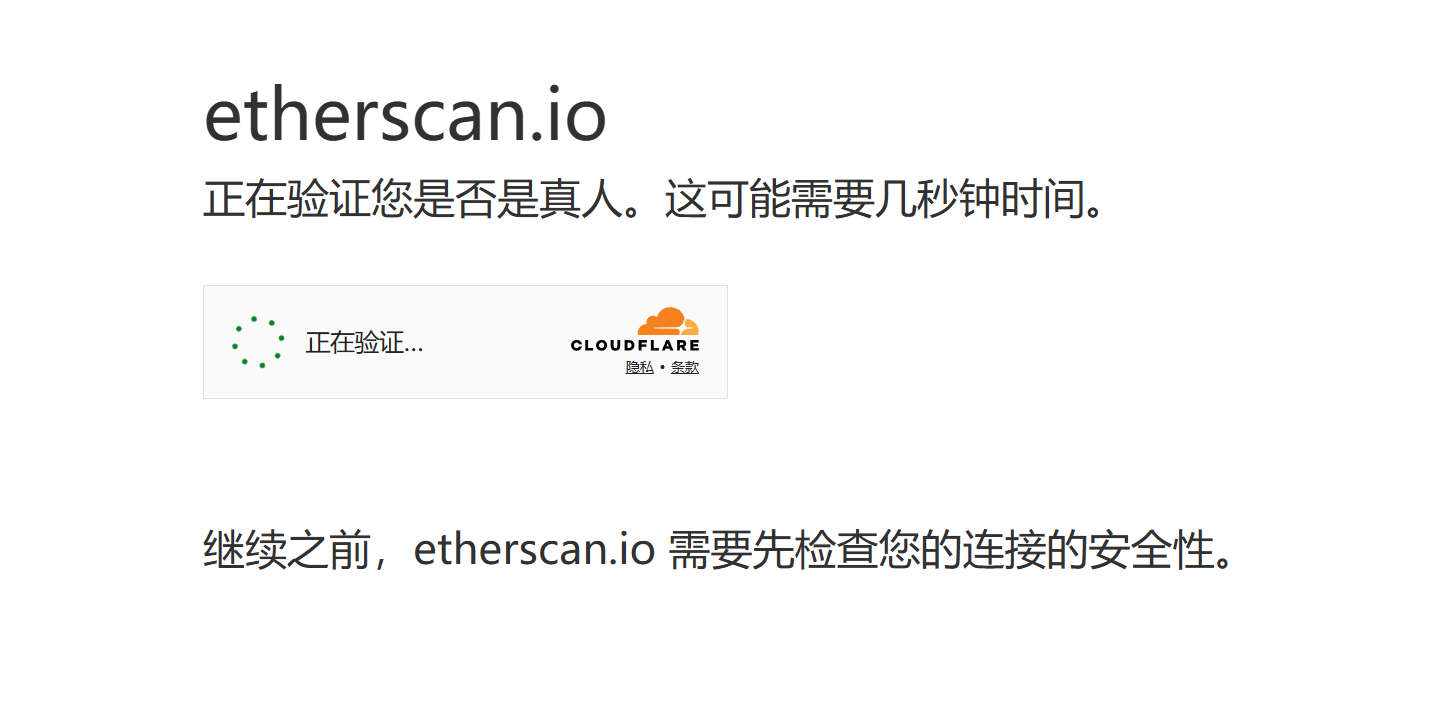 etherscan.io
正在验证您是否是真人。这可能需要几秒钟时间。
正在验证...
CLOUDFLARE
隐私 • 条款
继续之前，etherscan.io 需要先检查您的连接的安全性。